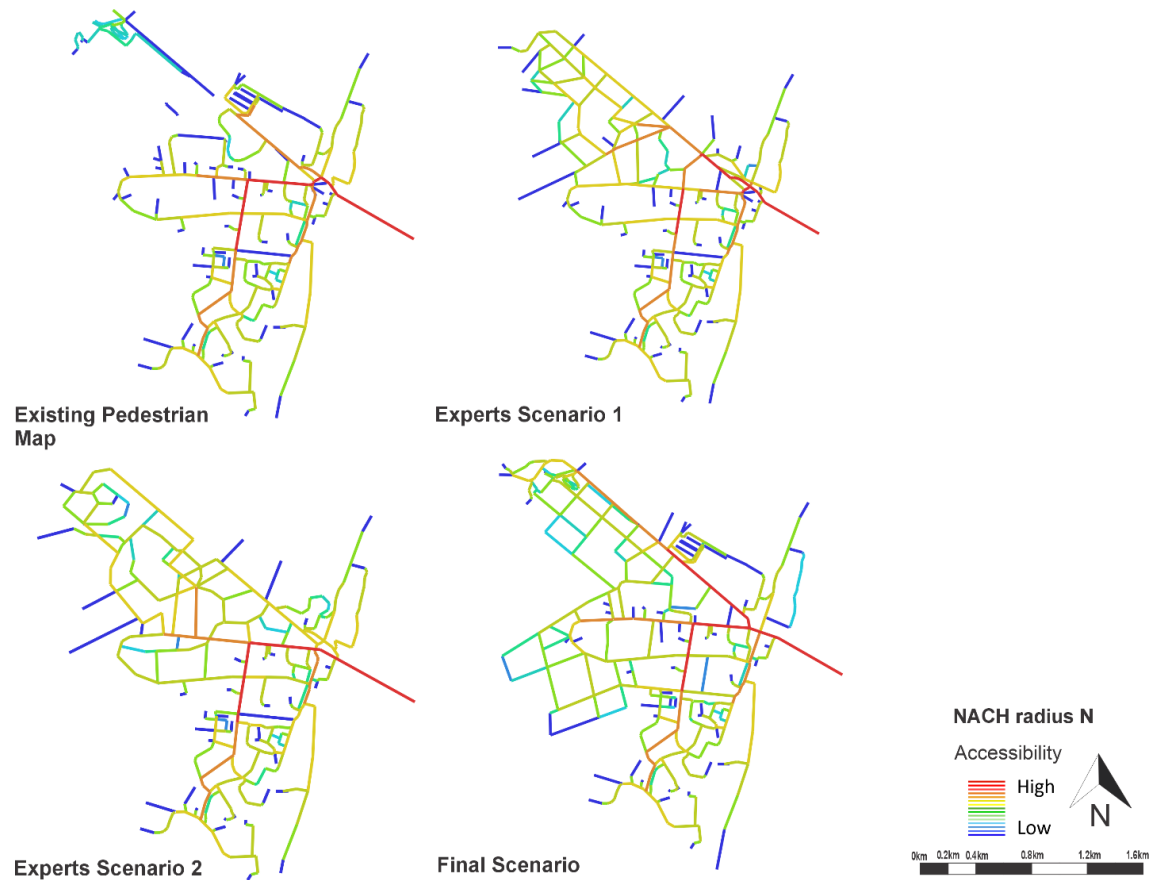 Existing Pedestrian
Map
Experts Scenario 1
Experts Scenario 2
Final Scenario
NACH radius N
Accessibility
High
Low
N
0km 0.2km 0.4km 0.8km 1.2km 1.6km